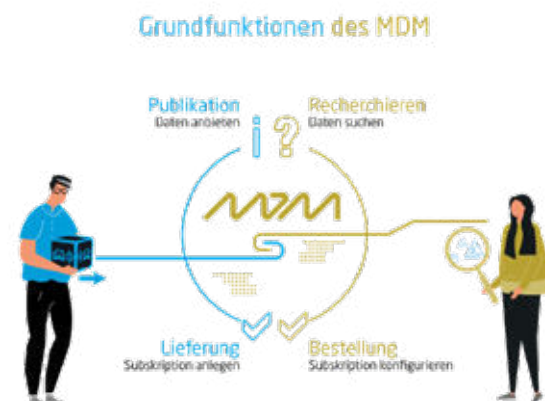 Grundfunktionen des MDM
Publikation
Daten anbieten
Recherchieren
Daten suchen
MDM
Lieferung
Subskription anlegen
Bestellung
Subskription konfigurieren